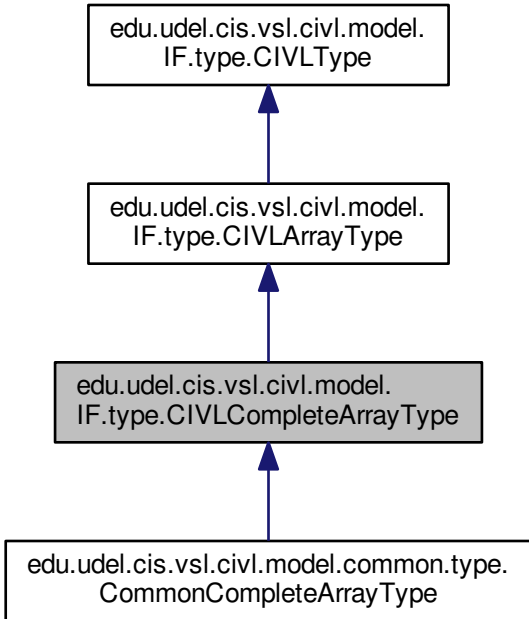 edu.udel.cis.vsl.civl.model.
IF.type.CIVLType
edu.udel.cis.vsl.civl.model.
IF.type.CIVLArrayType
edu.udel.cis.vsl.civl.model.
IF.type.CIVLCompleteArrayType
edu.udel.cis.vsl.civl.model.common.type.
CommonCompleteArrayType